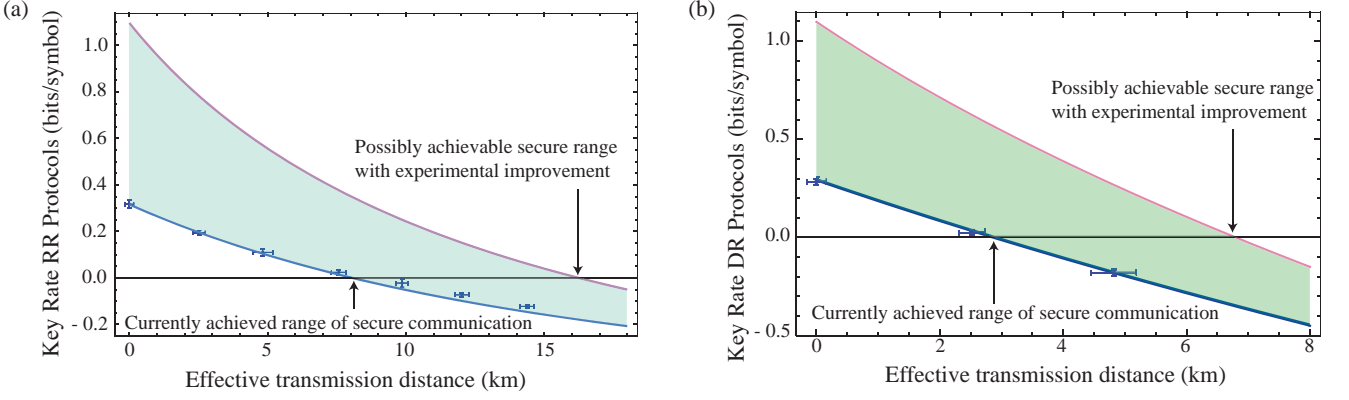 (a)
Key Rate RR Protocols (bits/symbol)
1.0
0.8
0.6
0.4
0.2
0.0
- 0.2
Possibly achievable secure range
with experimental improvement
Currently achieved range of secure communication
0
5
10
15
Effective transmission distance (km)
(b)
Key Rate DR Protocols (bits/symbol)
1.0
0.5
0.0
- 0.5
Possibly achievable secure range
with experimental improvement
Currently achieved range of secure communication
0
2
4
6
8
Effective transmission distance (km)